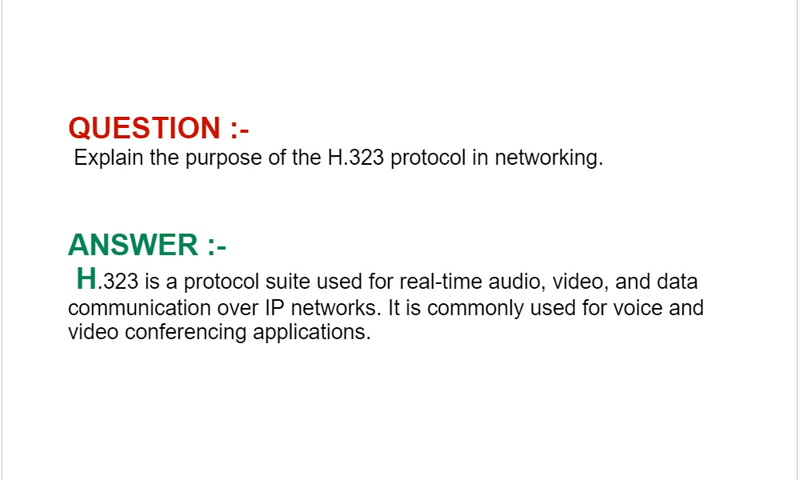 QUESTION :-
Explain the purpose of the H.323 protocol in networking.
ANSWER :-
H.323 is a protocol suite used for real-time audio, video, and data
communication over IP networks. It is commonly used for voice and
video conferencing applications.